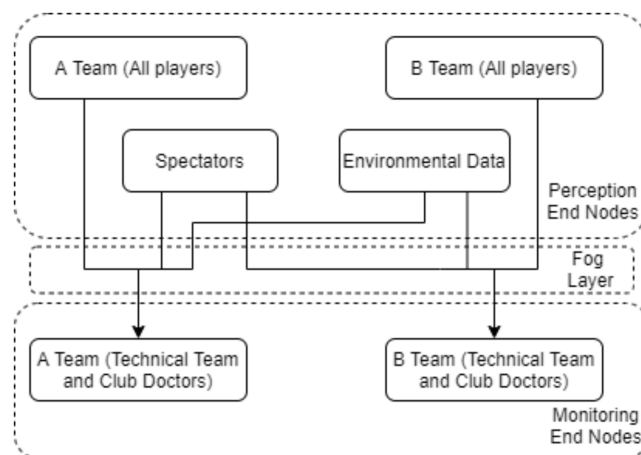 A Team (All players)
B Team (All players)
Spectators
Environmental Data
Perception
End Nodes
Fog
Layer
A Team (Technical Team
and Club Doctors)
B Team (Technical Team
and Club Doctors)
Monitoring
End Nodes